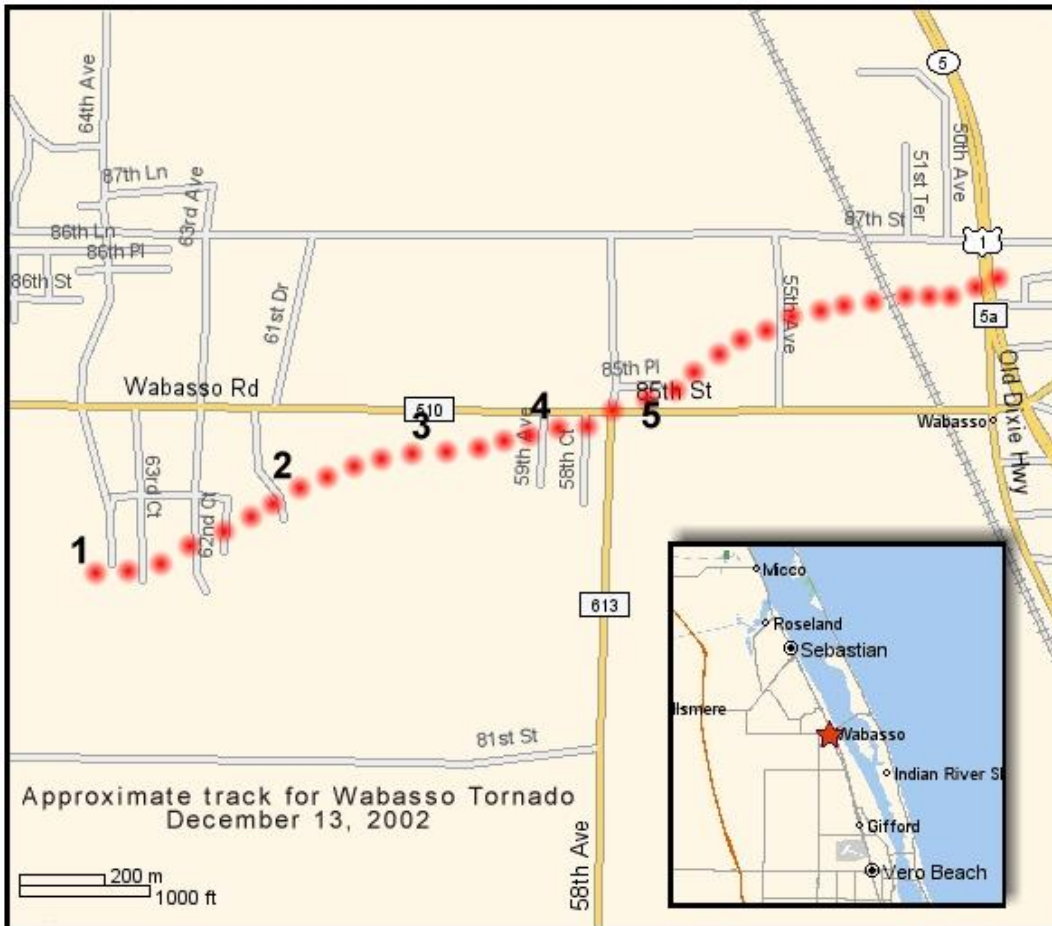 64th Ave
87th Ln
63rd Ave
86th Ln
86th Pl
86th St
61st Dr
5
50th Ave
51st Ter
87th St
1
55th Ave
5a
85th Pl
85th St
Wabasso Rd
510
4
5
3
2
1
59th Ave
58th Ct
63rd Ct
62nd Ct
Wabasso
Old Dixie Hwy
613
81st St
58th Ave
Approximate track for Wabasso Tornado
December 13, 2002
200 m
1000 ft
Micco
Roseland
Sebastian
llsmere
Wabasso
Indian River Sl
Gifford
Vero Beach